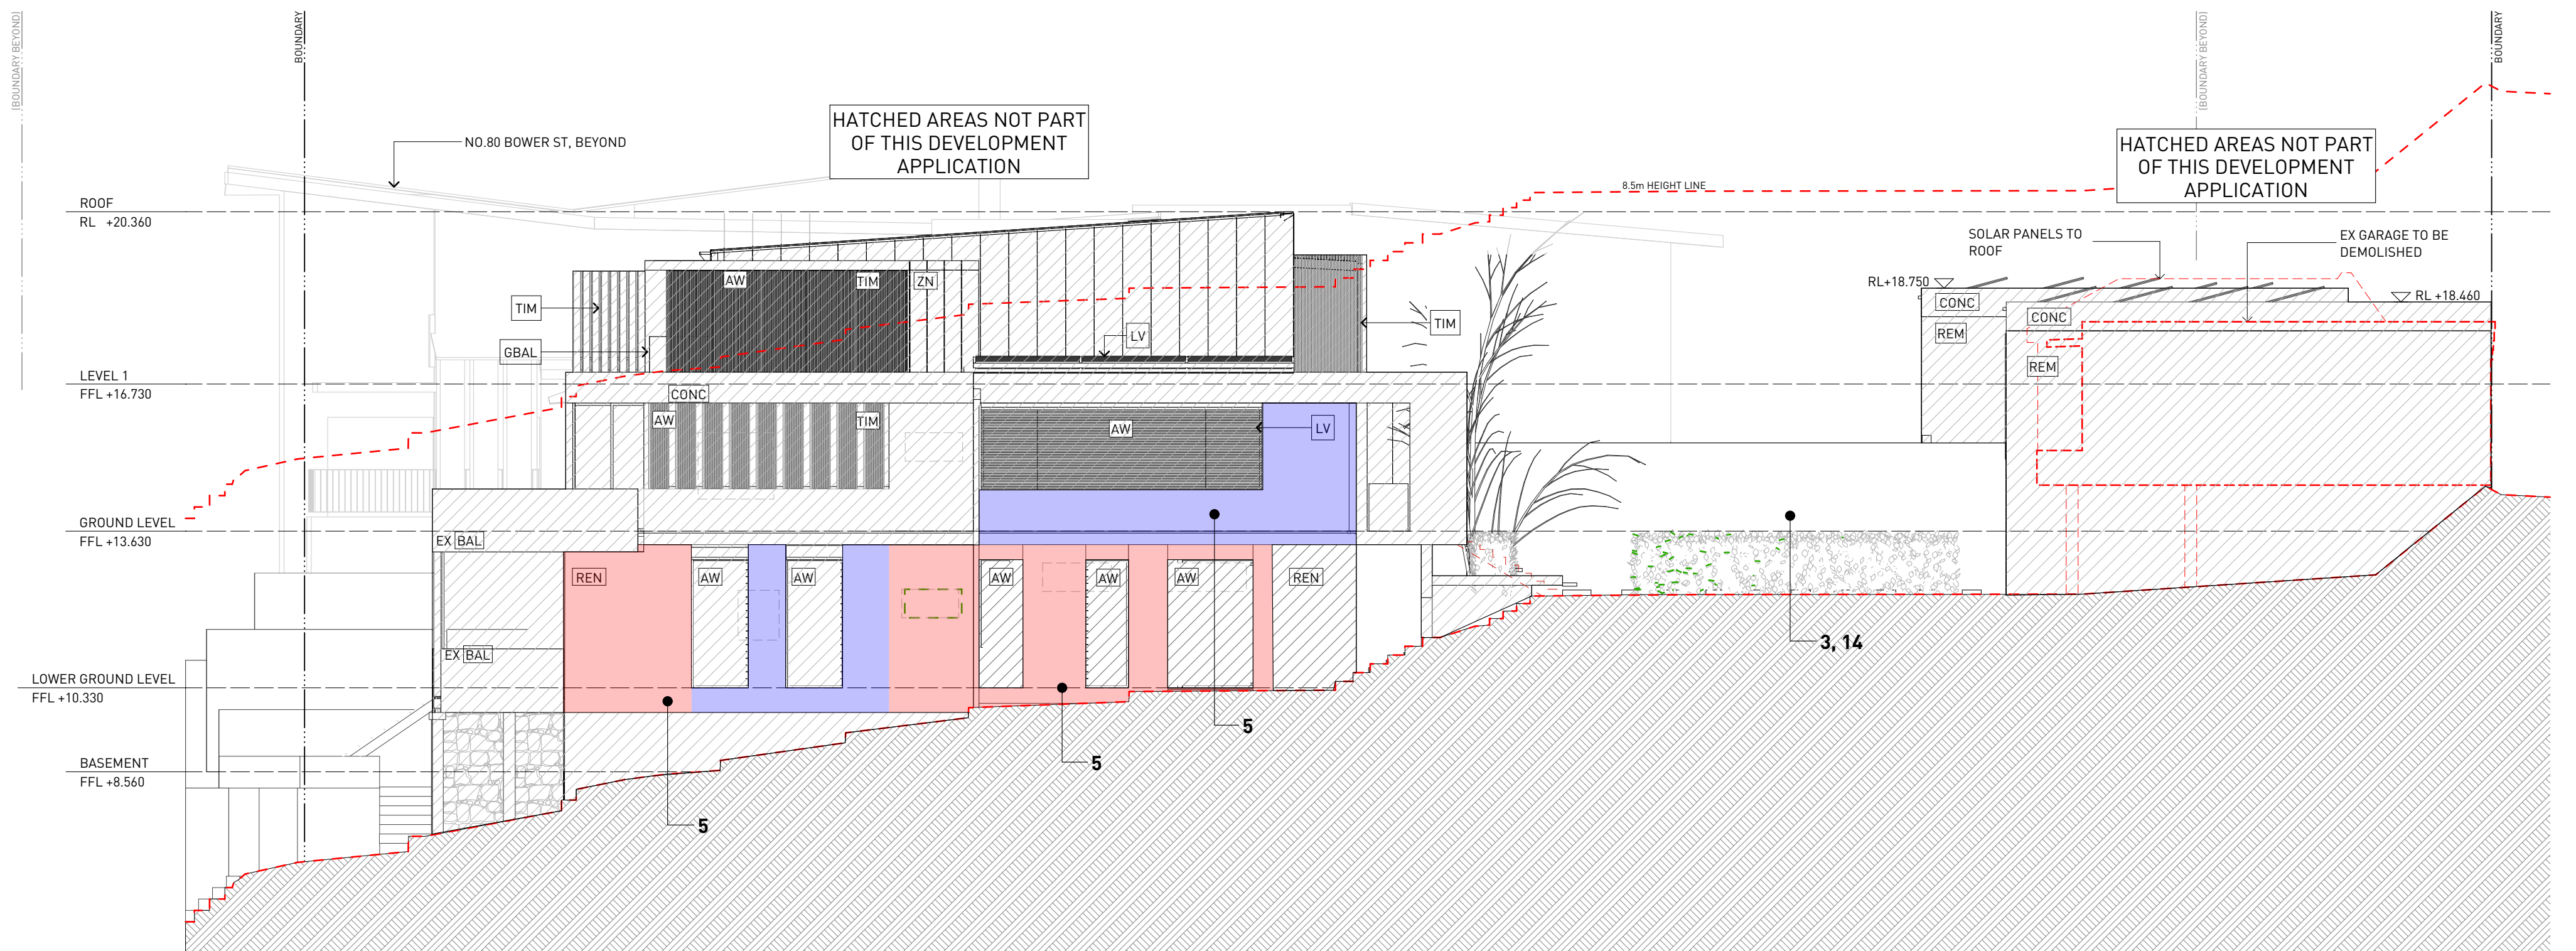 (BOUNDARY BEYOND)
BOUNDARY
(BOUNDARY BEYOND)
BOUNDARY
HATCHED AREAS NOT PART
OF THIS DEVELOPMENT
APPLICATION
HATCHED AREAS NOT PART
OF THIS DEVELOPMENT
APPLICATION
NO.80 BOWER ST, BEYOND
8.5m HEIGHT LINE
ROOF
RL +20.360
SOLAR PANELS TO
ROOF
EX GARAGE TO BE
DEMOLISHED
RL+18.750
RL +18.460
AW
TIM
ZN
TIM
TIM
LV
GBAL
CONC
CONC
REM
REM
LEVEL 1
FFL +16.730
CONC
AW
TIM
AW
LV
GROUND LEVEL
FFL +13.630
EX BAL
REN
AW
AW
AW
AW
AW
REN
EX BAL
3, 14
LOWER GROUND LEVEL
FFL +10.330
5
5
5
BASEMENT
FFL +8.560